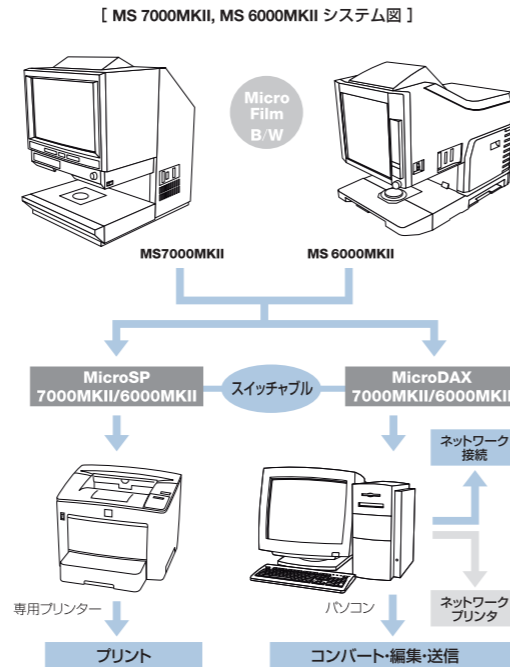 [ MS 7000MKII, MS 6000MKII システム図 ]
Micro
Film
B/W
MS7000MKII
MS 6000MKII
MicroSP
7000MKII/6000MKII
スイッチャブル
MicroDAX
7000MKII/6000MKII
ネットワーク
接続
専用プリンター
パソコン
ネットワーク
プリンタ
プリント
コンバート・編集・送信